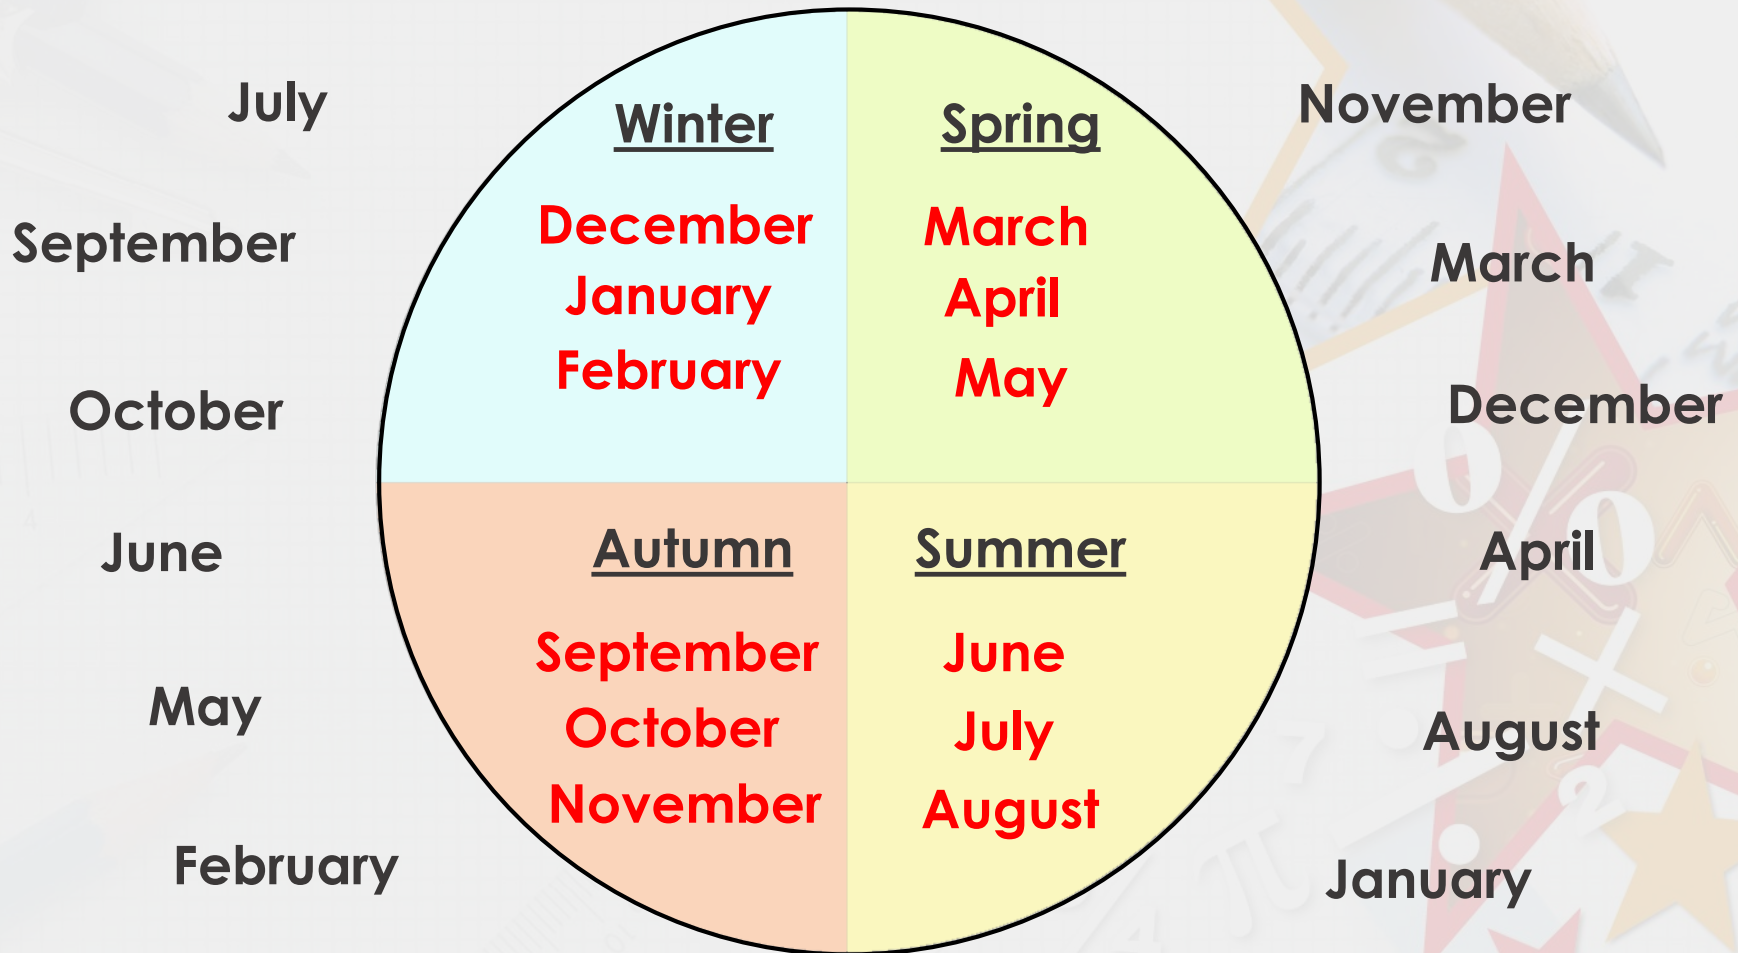 July
September
October
June
May
February
Winter
December
January
February
Spring
March
April
May
Autumn
September
October
November
Summer
June
July
August
November
March
December
April
August
January